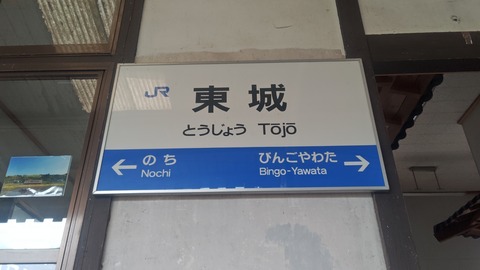 JR
東城
とうじょう Tōjō
← のち びんごやわた →
Nochi Bingo-Yawata